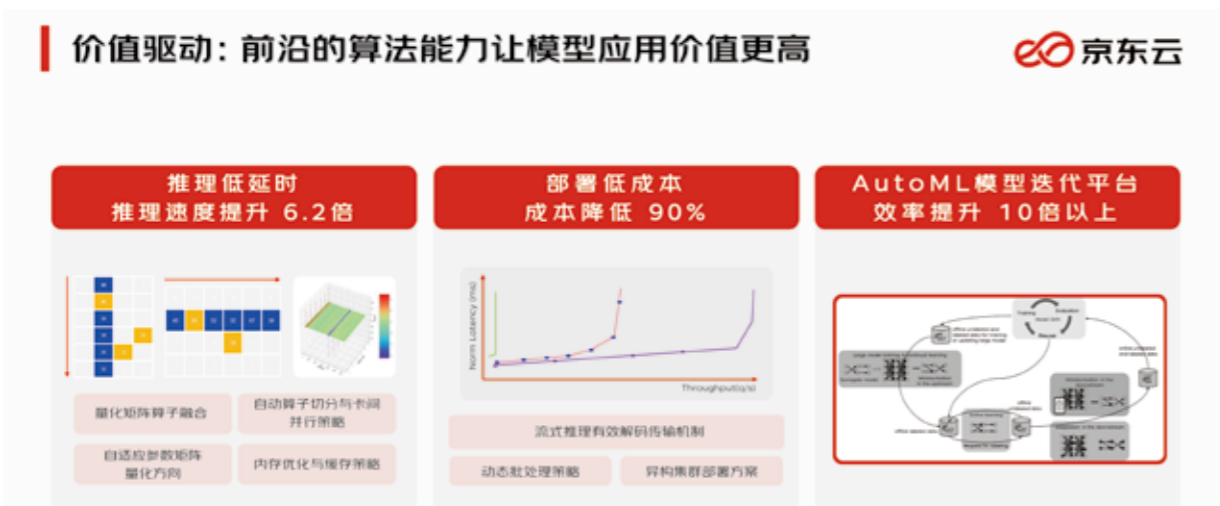 价值驱动：前沿的算法能力让模型应用价值更高
京东云
推理低延时
推理速度提升 6.2倍
量化矩阵算子融合
自动算子切分与卡间
并行策略
自适应参数矩阵
量化方向
内存优化与缓存策略
部署低成本
成本降低 90%
Norm Latency (ms)
Throughput(q/s)
流式推理有效解码传输机制
动态批处理策略
异构集群部署方案
AutoML模型迭代平台
效率提升 10倍以上
Training
Evaluation